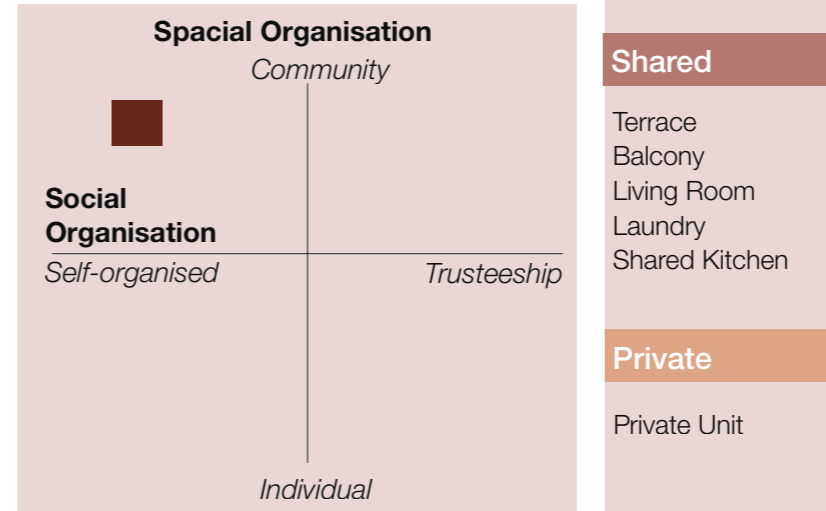 Spacial Organisation
Community
Social
Organisation
Self-organised
Trusteeship
Individual
Shared
Terrace
Balcony
Living Room
Laundry
Shared Kitchen
Private
Private Unit